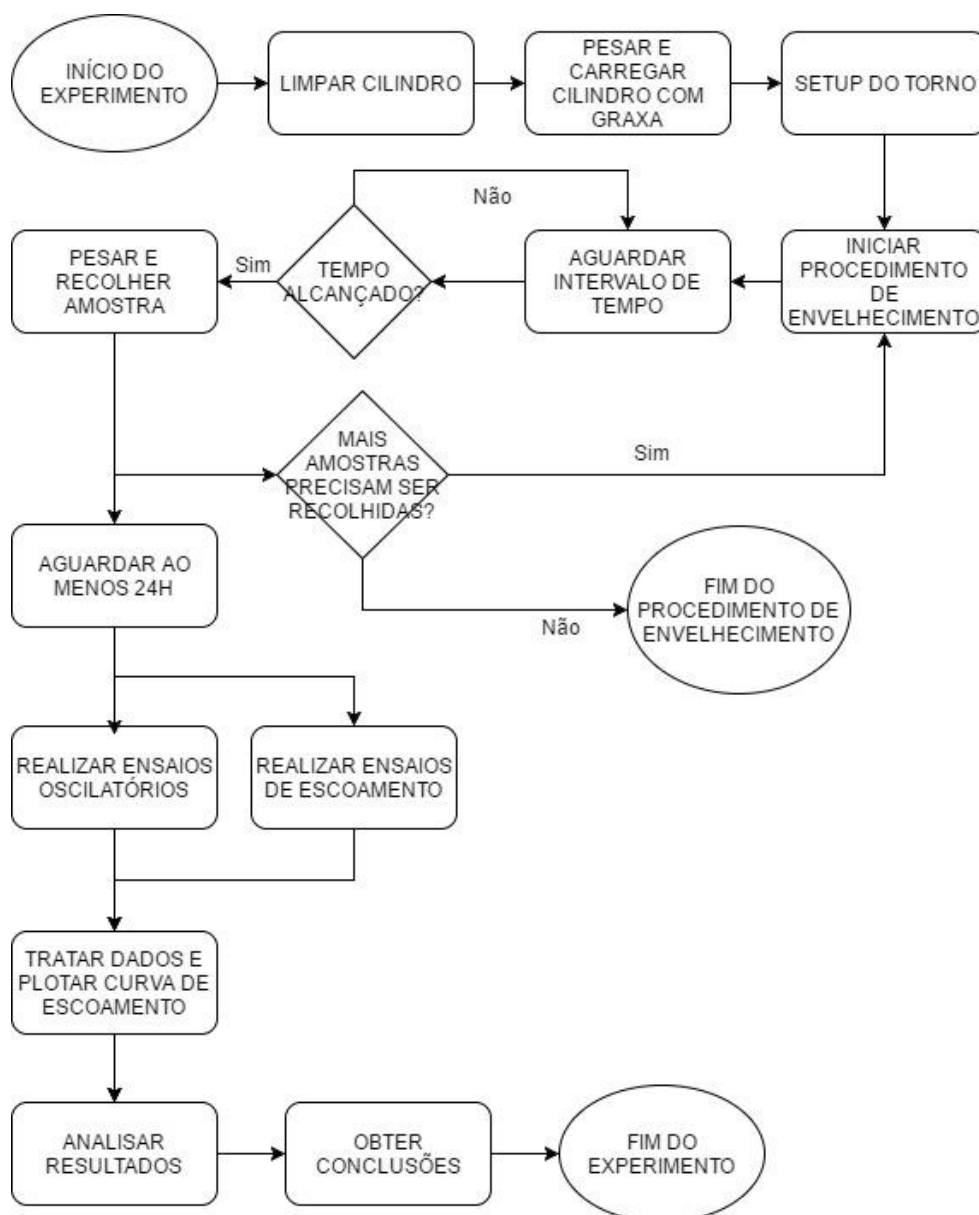 INÍCIO DO
EXPERIMENTO
LIMPAR CILINDRO
PESAR E
CARREGAR
CILINDRO COM
GRAXA
SETUP DO TORNO
Não
PESAR E
RECOLHER
AMOSTRA
Sim
TEMPO
ALCANÇADO?
AGUARDAR
INTERVALO DE
TEMPO
INICIAR
PROCEDIMENTO
DE
ENVELHECIMENTO
MAIS
AMOSTRAS
PRECISAM SER
RECOLHIDAS?
Sim
AGUARDAR AO
MENOS 24H
Não
FIM DO
PROCEDIMENTO DE
ENVELHECIMENTO
REALIZAR ENSAIOS
OSCILATÓRIOS
REALIZAR ENSAIOS
DE ESCOAMENTO
TRATAR DADOS E
PLOTAR CURVA DE
ESCOAMENTO
ANALISAR
RESULTADOS
OBTER
CONCLUSÕES
FIM DO
EXPERIMENTO